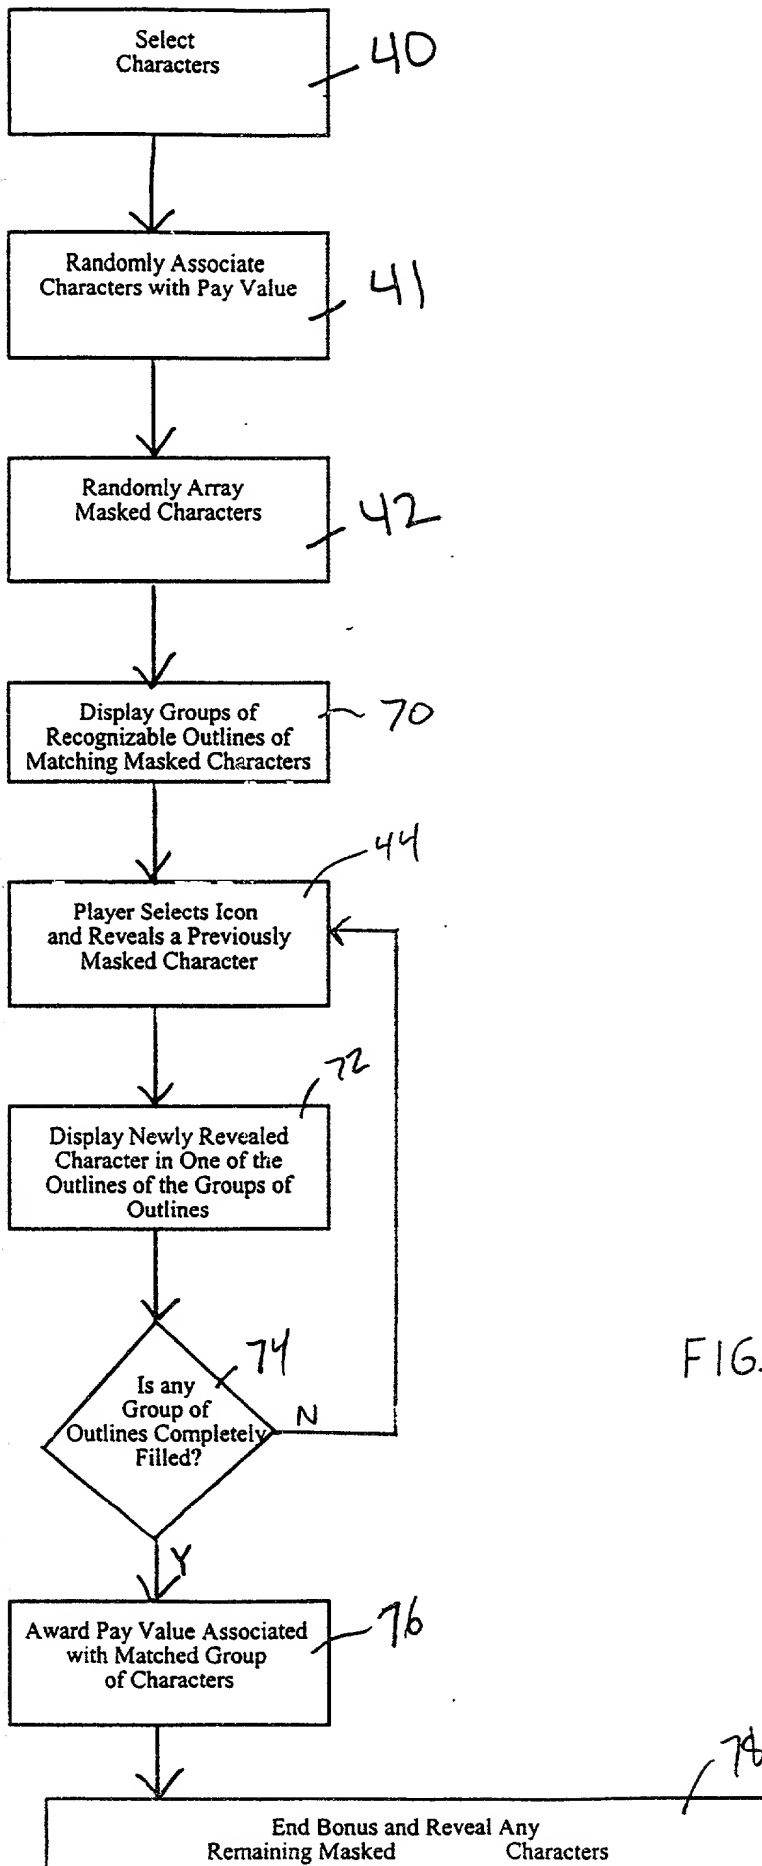 Select
Characters
40
Randomly Associate
Characters with Pay Value
41
Randomly Array
Masked Characters
42
Display Groups of
Recognizable Outlines of
Matching Masked Characters
70
44
Player Selects Icon
and Reveals a Previously
Masked Character
72
Display Newly Revealed
Character in One of the
Outlines of the Groups of
Outlines
74
Is any
Group of
Outlines Completely
Filled?
N
FIG.
Y
Award Pay Value Associated
with Matched Group
of Characters
76
78
End Bonus and Reveal Any
Remaining Masked Characters